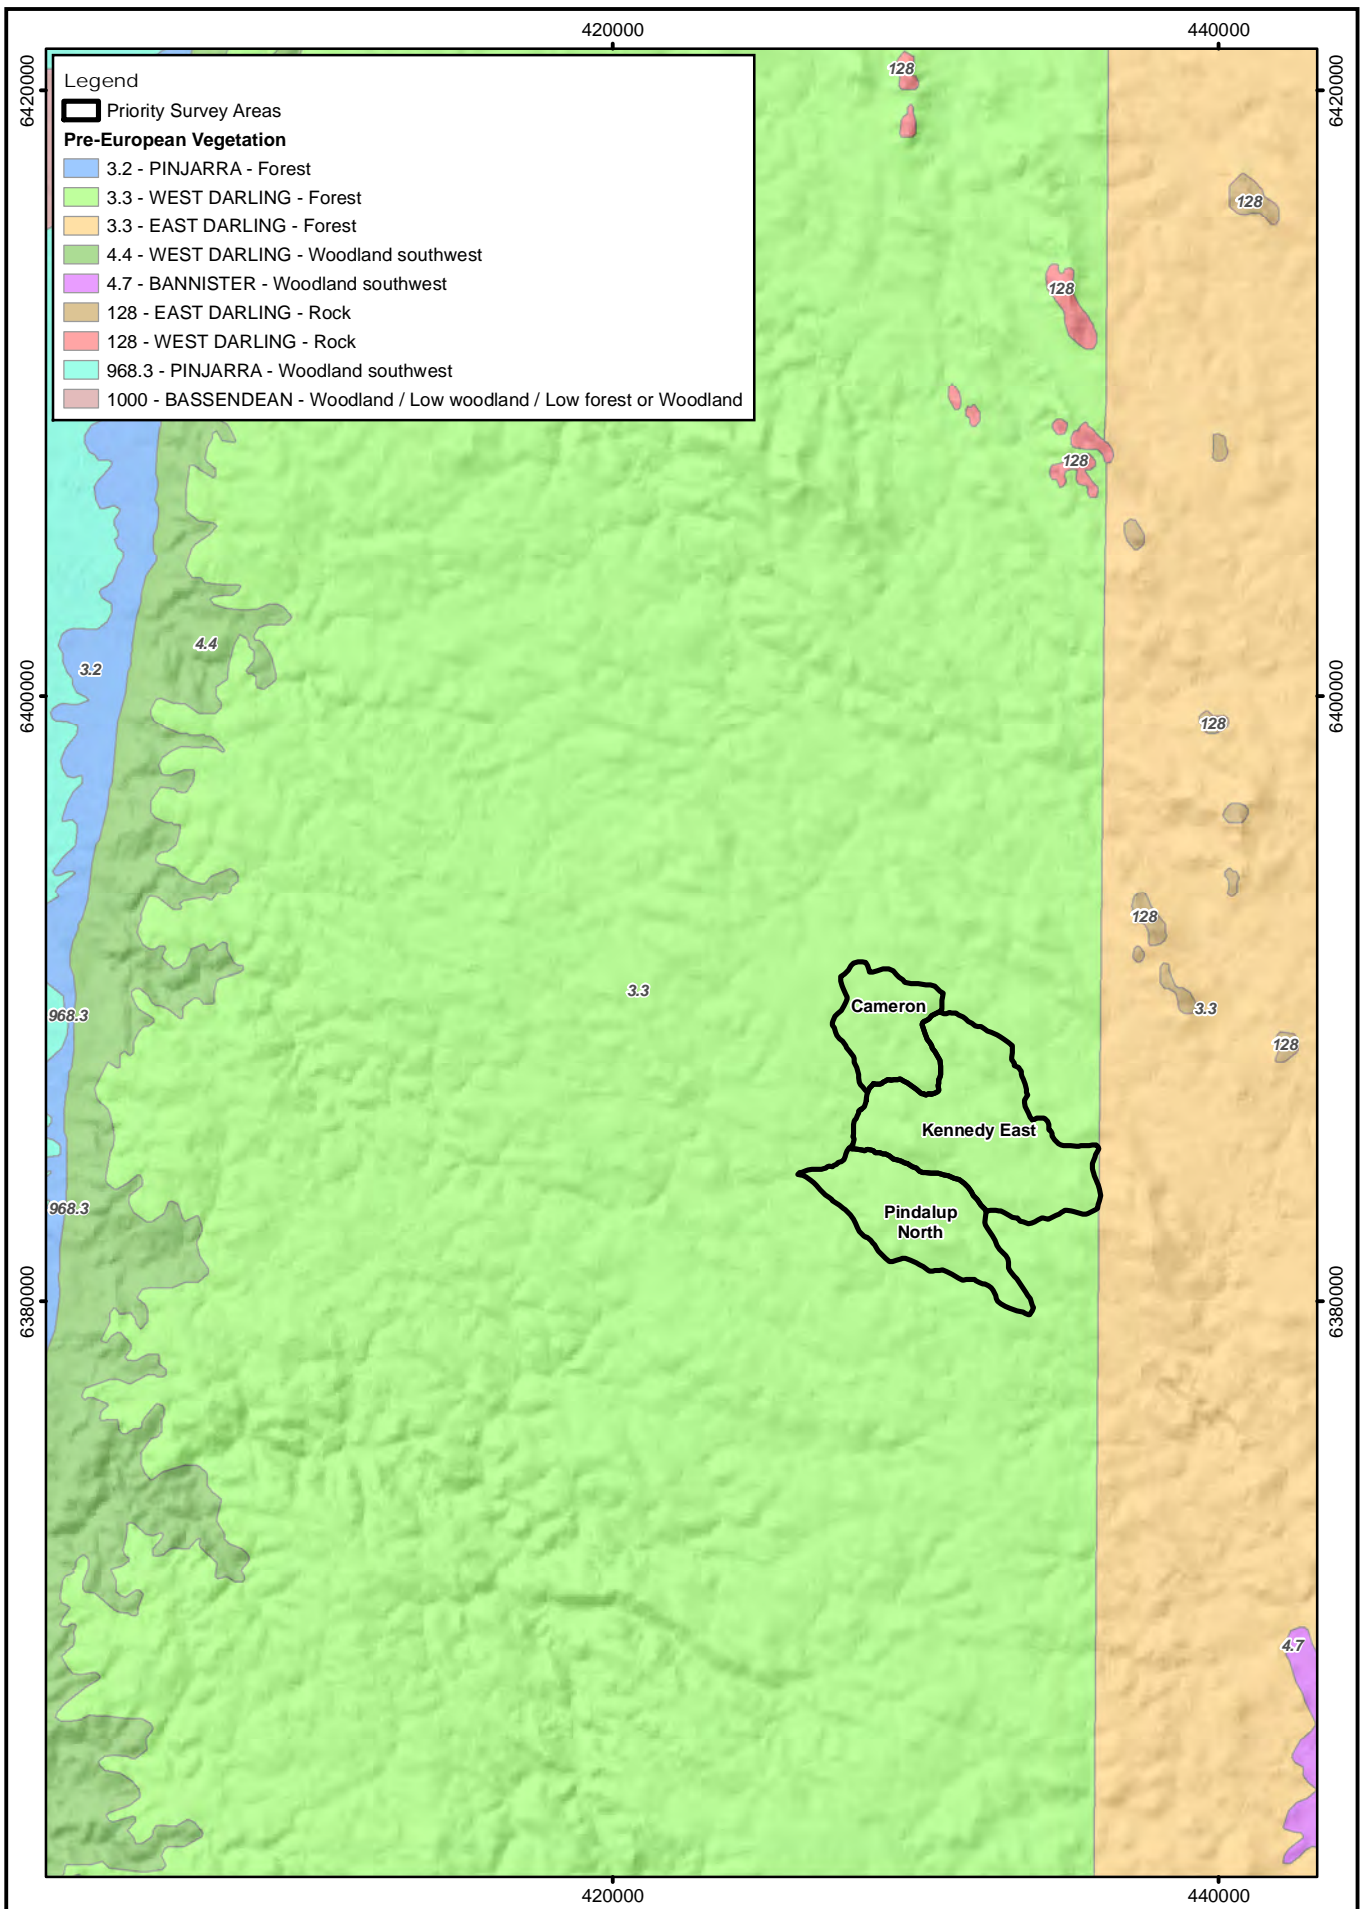 420000
440000
6420000
6420000
Legend
Priority Survey Areas
Pre-European Vegetation
3.2 - PINJARRA - Forest
3.3 - WEST DARLING - Forest
3.3 - EAST DARLING - Forest
4.4 - WEST DARLING - Woodland southwest
4.7 - BANNISTER - Woodland southwest
128 - EAST DARLING - Rock
128 - WEST DARLING - Rock
968.3 - PINJARRA - Woodland southwest
1000 - BASSENDEAN - Woodland / Low woodland / Low forest or Woodland
128
128
128
128
4.4
3.2
6400000
6400000
128
128
3.3
Cameron
3.3
968.3
128
Kennedy East
968.3
Pindalup
North
6380000
6380000
4.7
420000
440000